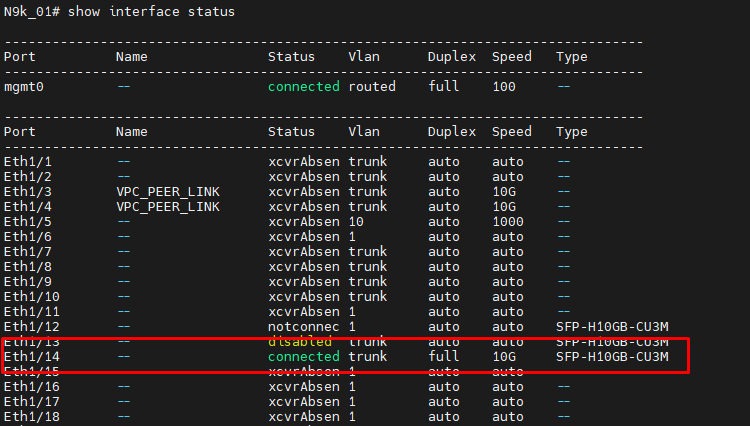 N9k_01# show interface status
--------------------------------------------------------------------------------
Port          Name               Status    Vlan      Duplex  Speed   Type
--------------------------------------------------------------------------------
mgmt0         --                 connected routed    full    100     --
--------------------------------------------------------------------------------
Port          Name               Status    Vlan      Duplex  Speed   Type
--------------------------------------------------------------------------------
Eth1/1        --                 xcvrAbsen trunk     auto    auto    --
Eth1/2        --                 xcvrAbsen trunk     auto    auto    --
Eth1/3        VPC_PEER_LINK      xcvrAbsen trunk     auto    10G     --
Eth1/4        VPC_PEER_LINK      xcvrAbsen trunk     auto    10G     --
Eth1/5        --                 xcvrAbsen 10        auto    1000    --
Eth1/6        --                 xcvrAbsen 1         auto    auto    --
Eth1/7        --                 xcvrAbsen trunk     auto    auto    --
Eth1/8        --                 xcvrAbsen trunk     auto    auto    --
Eth1/9        --                 xcvrAbsen trunk     auto    auto    --
Eth1/10       --                 xcvrAbsen trunk     auto    auto    --
Eth1/11       --                 xcvrAbsen 1         auto    auto    --
Eth1/12       --                 notconnec 1         auto    auto    SFP-H10GB-CU3M
Eth1/13       --                 disabled  trunk     auto    auto    SFP-H10GB-CU3M
Eth1/14       --                 connected trunk     full    10G     SFP-H10GB-CU3M
Eth1/15       --                 xcvrAbsen 1         auto    auto    --
Eth1/16       --                 xcvrAbsen 1         auto    auto    --
Eth1/17       --                 xcvrAbsen 1         auto    auto    --
Eth1/18       --                 xcvrAbsen 1         auto    auto    --